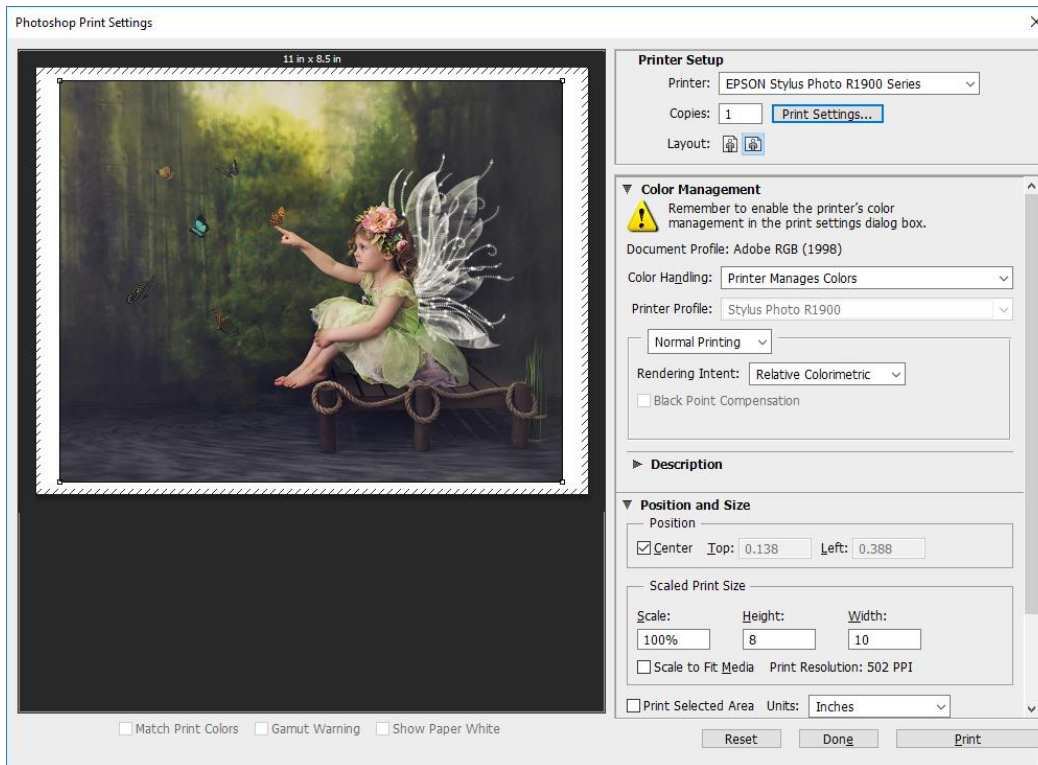 Photoshop Print Settings
11 in x 8.5 in
Printer Setup
Printer: EPSON Stylus Photo R1900 Series
Copies: 1 Print Settings...
Layout:
Color Management
Remember to enable the printer's color
management in the print settings dialog box.
Document Profile: Adobe RGB (1998)
Color Handling: Printer Manages Colors
Printer Profile: Stylus Photo R1900
Normal Printing
Rendering Intent: Relative Colorimetric
Black Point Compensation
Description
Position and Size
Position
Center Top: 0.138 Left: 0.388
Scaled Print Size
Scale: Height: Width:
100% 8 10
Scale to Fit Media Print Resolution: 502 PPI
Print Selected Area Units: Inches
Match Print Colors Gamut Warning Show Paper White
Reset Done Print